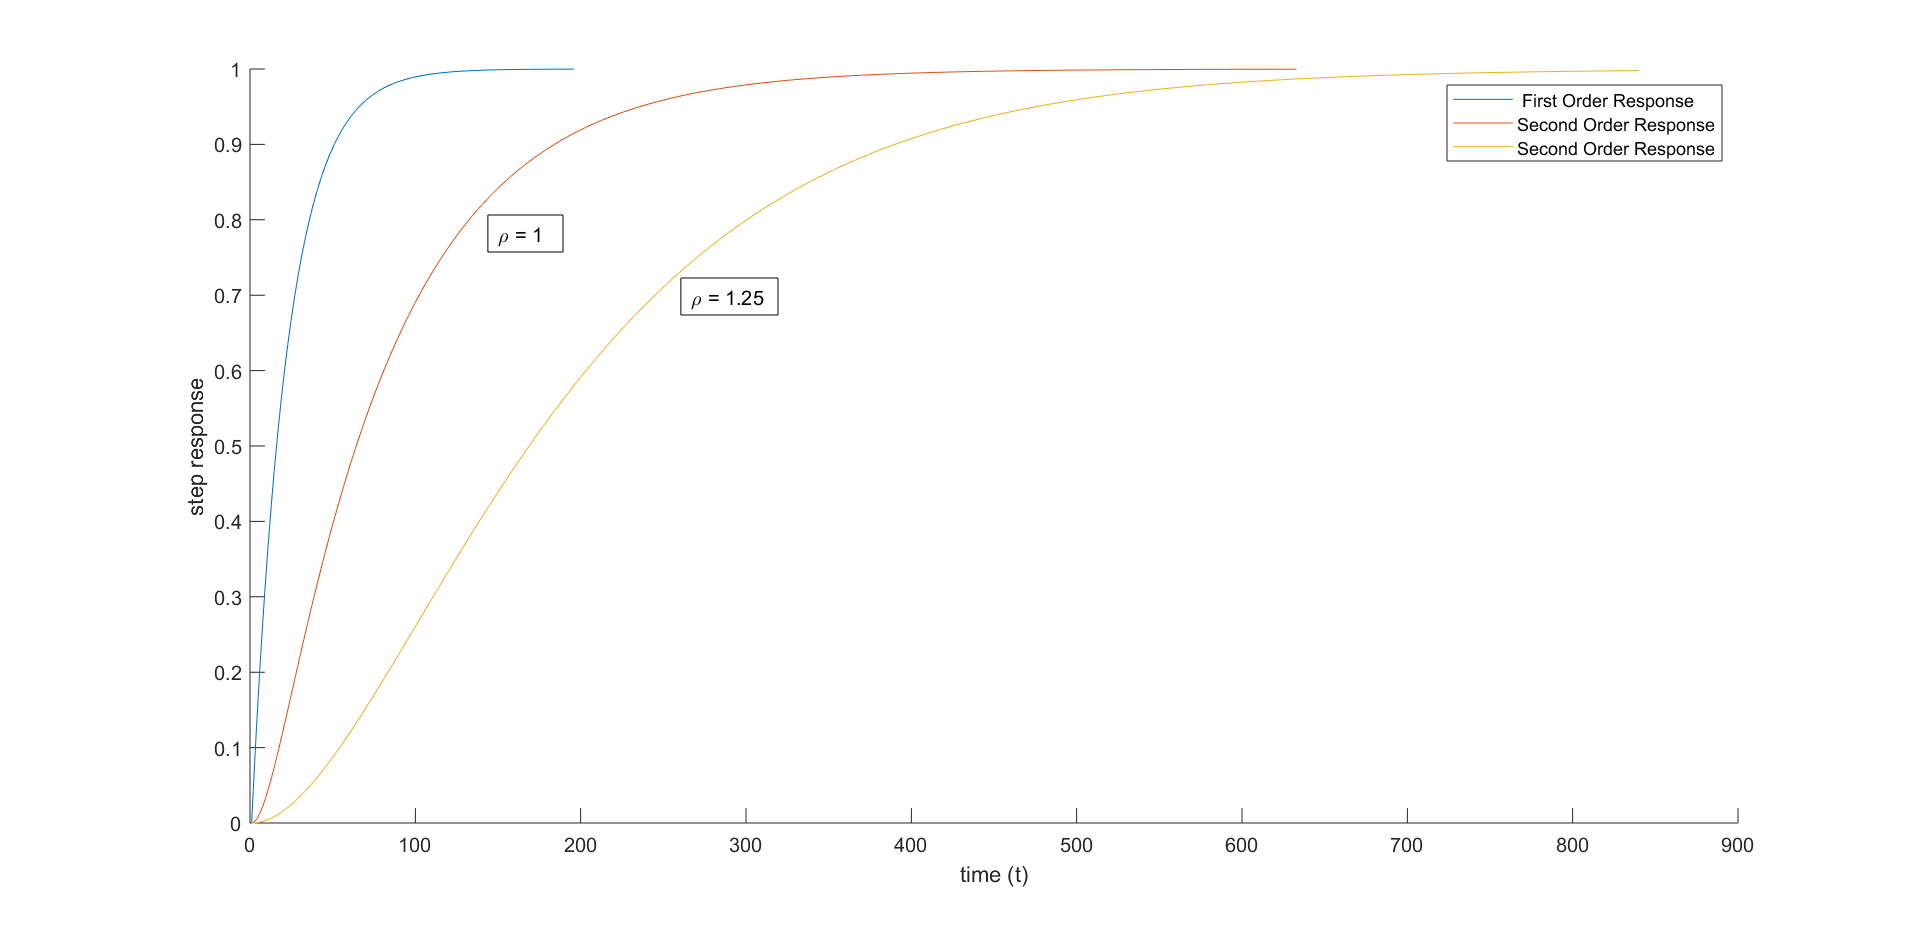 1
0.9
0.8
0.7
0.6
0.5
0.4
0.3
0.2
0.1
0
step response
First Order Response
Second Order Response
Second Order Response
ρ = 1
ρ = 1.25
0 100 200 300 400 500 600 700 800 900
time (t)